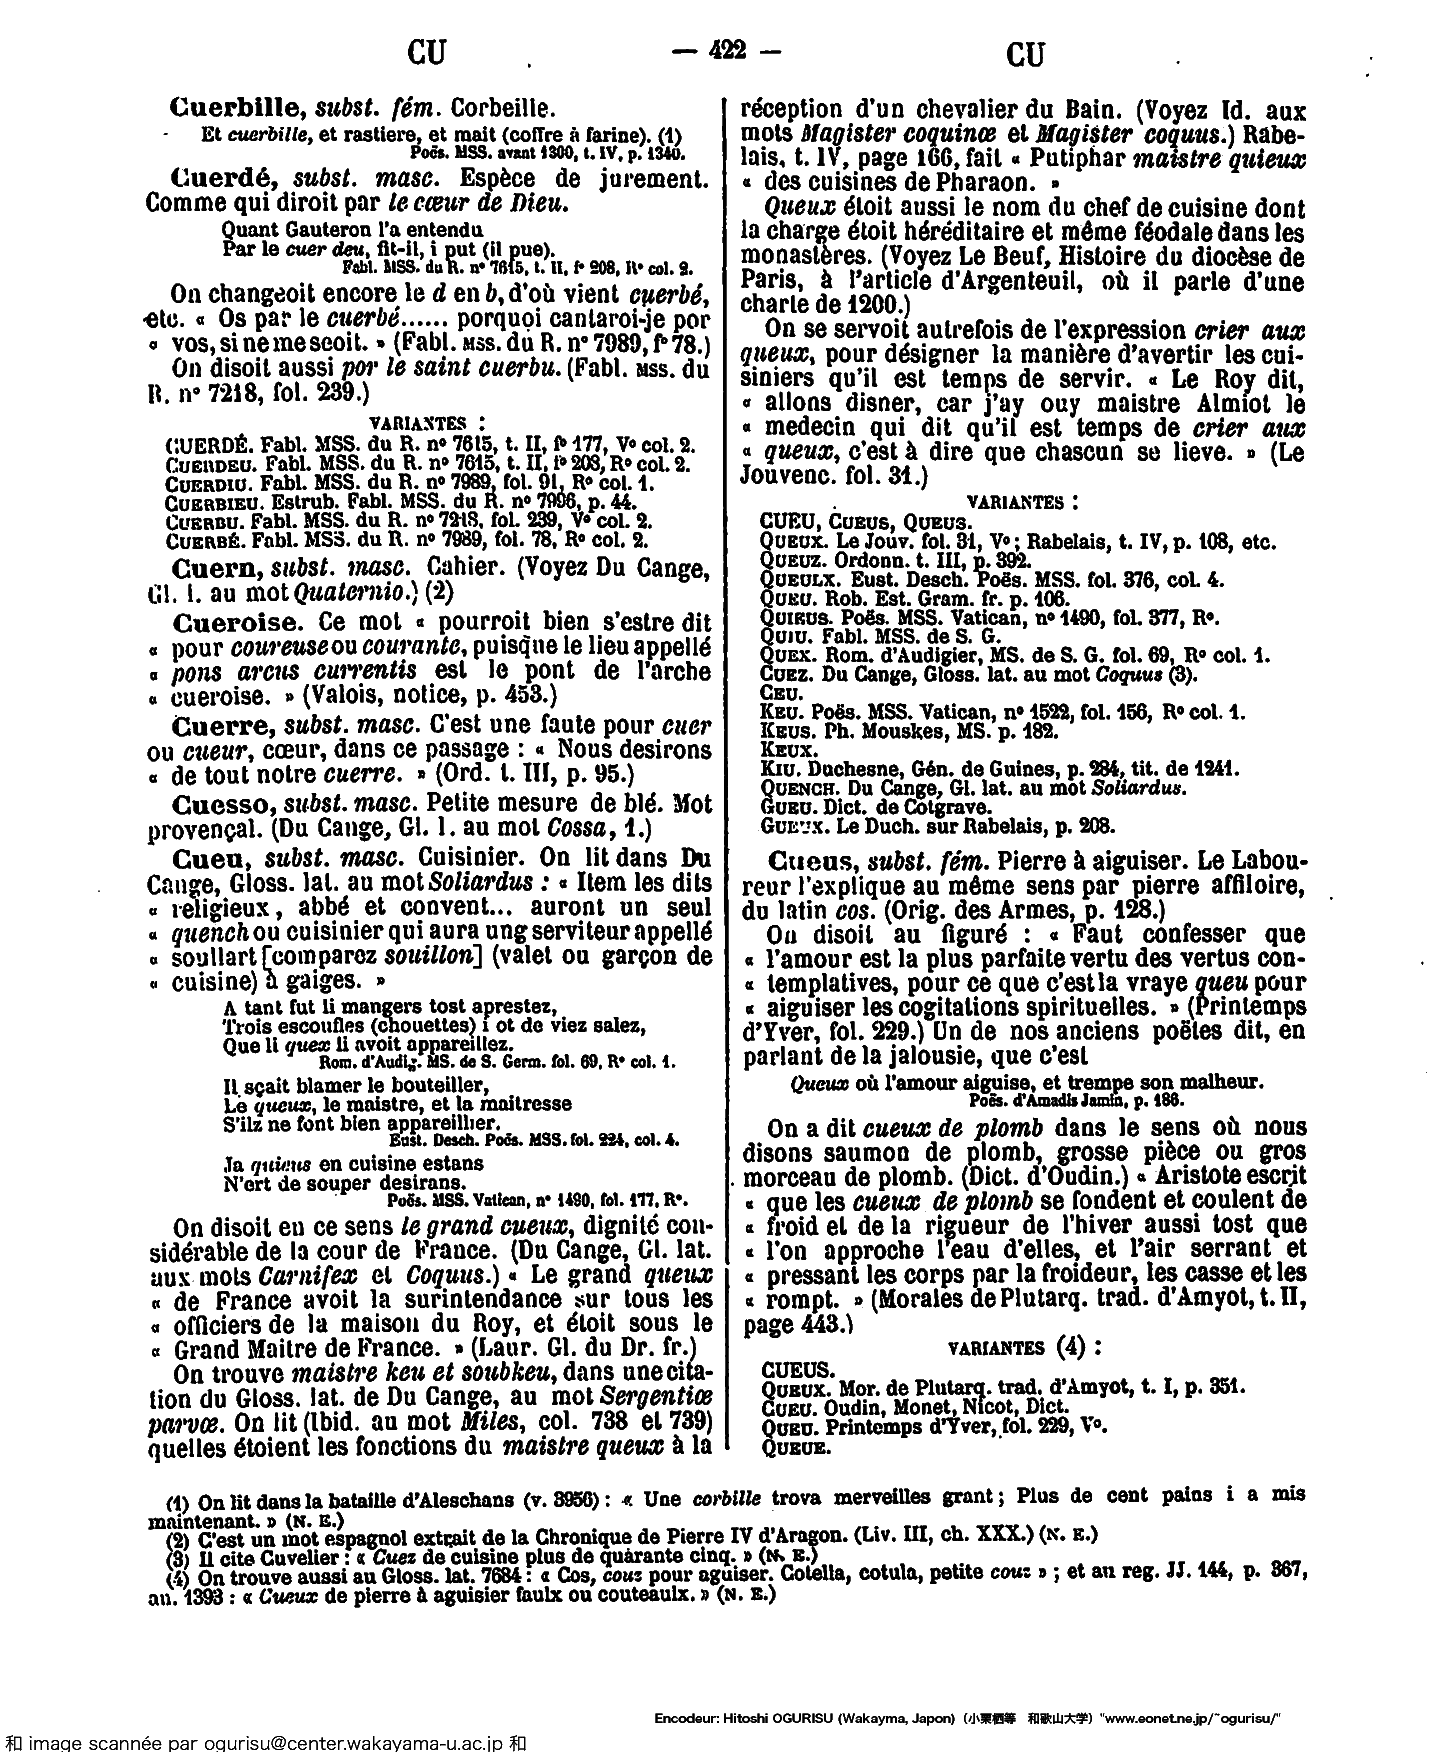 CU — 422 — CU
Cuerbille, subst. fém. Corbeille.
Et cuerbille, et rastiere, et mait (coffre à farine). (1)
Poës. MSS. avant 1300, t. IV, p. 1340.
Cuerdé, subst. masc. Espèce de jurement.
Comme qui diroit par le cœur de Dieu.
Quant Gauteron l'a entendu
Par le cuer deu, fit-il, i put (il pue).
Fabl. MSS. du R. nº 7615, t. II, fº 208, Rº col. 2.
On changeoit encore le d en b, d'où vient cuerbé,
etc. « Os par le cuerbé...... porquoi cantaroi-je por
« vos, si ne me seoit. » (Fabl. MSS. du R. nº 7989, fº 78.)
On disoit aussi por le saint cuerbu. (Fabl. MSS. du
R. nº 7218, fol. 239.)
VARIANTES :
CUERDÉ. Fabl. MSS. du R. nº 7615, t. II, fº 177, Vº col. 2.
CUERDEU. Fabl. MSS. du R. nº 7615, t. II, fº 208, Rº col. 2.
CUERDIU. Fabl. MSS. du R. nº 7989, fol. 91, Rº col. 1.
CUERBIEU. Estrub. Fabl. MSS. du R. nº 7996, p. 44.
CUERBU. Fabl. MSS. du R. nº 7218, fol. 239, Vº col. 2.
CUERBÉ. Fabl. MSS. du R. nº 7989, fol. 78, Rº col. 2.
Cuern, subst. masc. Cahier. (Voyez Du Cange,
Gl. l. au mot Quaternio.) (2)
Cueroise. Ce mot « pourroit bien s'estre dit
« pour coureuse ou courante, puisque le lieu appellé
« pons arcus currentis est le pont de l'arche
« cueroise. » (Valois, notice, p. 453.)
Cuerre, subst. masc. C'est une faute pour cuer
ou cueur, cœur, dans ce passage : « Nous desirons
« de tout notre cuerre. » (Ord. t. III, p. 95.)
Cuesso, subst. masc. Petite mesure de blé. Mot
provençal. (Du Cange, Gl. l. au mot Cossa, 1.)
Cueu, subst. masc. Cuisinier. On lit dans Du
Cange, Gloss. lat. au mot Soliardus : « Item les dits
« religieux, abbé et convent... auront un seul
« quench ou cuisinier qui aura ung serviteur appellé
« soullart [comparez souillon] (valet ou garçon de
« cuisine) à gaiges. »
A tant fut li mangers tost aprestez,
Trois escoufles (chouettes) i ot de viez salez,
Que li quex li avoit appareillez.
Rom. d'Audig. MS. de S. Germ. fol. 69, Rº col. 1.
Il sçait blamer le bouteiller,
Le queux, le maistre, et la maitresse
S'ilz ne font bien appareillier.
Eust. Desch. Poës. MSS. fol. 224, col. 4.
Ja quieus en cuisine estans
N'ert de souper desirans.
Poës. MSS. Vatican, nº 1490, fol. 177, Rº.
On disoit en ce sens le grand cueux, dignité con-
sidérable de la cour de France. (Du Cange, Gl. lat.
aux mots Carnifex et Coquus.) « Le grand queux
« de France avoit la surintendance sur tous les
« officiers de la maison du Roy, et étoit sous le
« Grand Maitre de France. » (Laur. Gl. du Dr. fr.)
On trouve maistre keu et soubkeu, dans une cita-
tion du Gloss. lat. de Du Cange, au mot Sergentiæ
parvæ. On lit (Ibid. au mot Miles, col. 738 et 739)
quelles étoient les fonctions du maistre queux à la
réception d'un chevalier du Bain. (Voyez Id. aux
mots Magister coquinæ et Magister coquus.) Rabe-
lais, t. IV, page 166, fait « Putiphar maistre quieux
« des cuisines de Pharaon. »
Queux étoit aussi le nom du chef de cuisine dont
la charge étoit héréditaire et même féodale dans les
monastères. (Voyez Le Beuf, Histoire du diocèse de
Paris, à l'article d'Argenteuil, où il parle d'une
charte de 1200.)
On se servoit autrefois de l'expression crier aux
queux, pour désigner la manière d'avertir les cui-
siniers qu'il est temps de servir. « Le Roy dit,
« allons disner, car j'ay ouy maistre Almiot le
« medecin qui dit qu'il est temps de crier aux
« queux, c'est à dire que chascun se lieve. » (Le
Jouvenc. fol. 31.)
VARIANTES :
CUEU, CUEUS, QUEUS.
QUEUX. Le Jouv. fol. 31, Vº ; Rabelais, t. IV, p. 108, etc.
QUEUZ. Ordonn. t. III, p. 392.
QUEULX. Eust. Desch. Poës. MSS. fol. 376, col. 4.
QUEU. Rob. Est. Gram. fr. p. 106.
QUIEUS. Poës. MSS. Vatican, nº 1490, fol. 377, Rº.
QUIU. Fabl. MSS. de S. G.
QUEX. Rom. d'Audigier, MS. de S. G. fol. 69, Rº col. 1.
CUEZ. Du Cange, Gloss. lat. au mot Coquus (3).
CEU.
KEU. Poës. MSS. Vatican, nº 1522, fol. 156, Rº col. 1.
KEUS. Ph. Mouskes, MS. p. 182.
KEUX.
KIU. Duchesne, Gén. de Guines, p. 284, tit. de 1241.
QUENCH. Du Cange, Gl. lat. au mot Soliardus.
GUEU. Dict. de Cotgrave.
GUEUX. Le Duch. sur Rabelais, p. 208.
Cueus, subst. fém. Pierre à aiguiser. Le Labou-
reur l'explique au même sens par pierre affiloire,
du latin cos. (Orig. des Armes, p. 128.)
On disoit au figuré : « Faut confesser que
« l'amour est la plus parfaite vertu des vertus con-
« templatives, pour ce que c'est la vraye queu pour
« aiguiser les cogitations spirituelles. » (Printemps
d'Yver, fol. 229.) Un de nos anciens poëtes dit, en
parlant de la jalousie, que c'est
Queux où l'amour aiguise, et trempe son malheur.
Poës. d'Amadis Jamin, p. 186.
On a dit cueux de plomb dans le sens où nous
disons saumon de plomb, grosse pièce ou gros
morceau de plomb. (Dict. d'Oudin.) « Aristote escrit
« que les cueux de plomb se fondent et coulent de
« froid et de la rigueur de l'hiver aussi tost que
« l'on approche l'eau d'elles, et l'air serrant et
« pressant les corps par la froideur, les casse et les
« rompt. » (Morales de Plutarq. trad. d'Amyot, t. II,
page 443.)
VARIANTES (4) :
CUEUS.
QUEUX. Mor. de Plutarq. trad. d'Amyot, t. I, p. 351.
CUEU. Oudin, Monet, Nicot, Dict.
QUEU. Printemps d'Yver, fol. 229, Vº.
QUEUE.
(1) On lit dans la bataille d'Aleschans (v. 3956) : « Une corbille trova merveilles grant ; Plus de cent pains i a mis
maintenant. » (N. E.)
(2) C'est un mot espagnol extrait de la Chronique de Pierre IV d'Aragon. (Liv. III, ch. XXX.) (N. E.)
(3) Il cite Cuvelier : « Cuez de cuisine plus de quarante cinq. » (N. E.)
(4) On trouve aussi au Gloss. lat. 7684 : « Cos, couz pour aguiser. Cotella, cotula, petite couz » ; et au reg. JJ. 144, p. 367,
an. 1393 : « Cueux de pierre à aguisier faulx ou couteaulx. » (N. E.)
Encodeur: Hitoshi OGURISU (Wakayma, Japon) (小栗栖等 和歌山大学) "www.eonet.ne.jp/~ogurisu/"
和 image scannée par ogurisu@center.wakayama-u.ac.jp 和